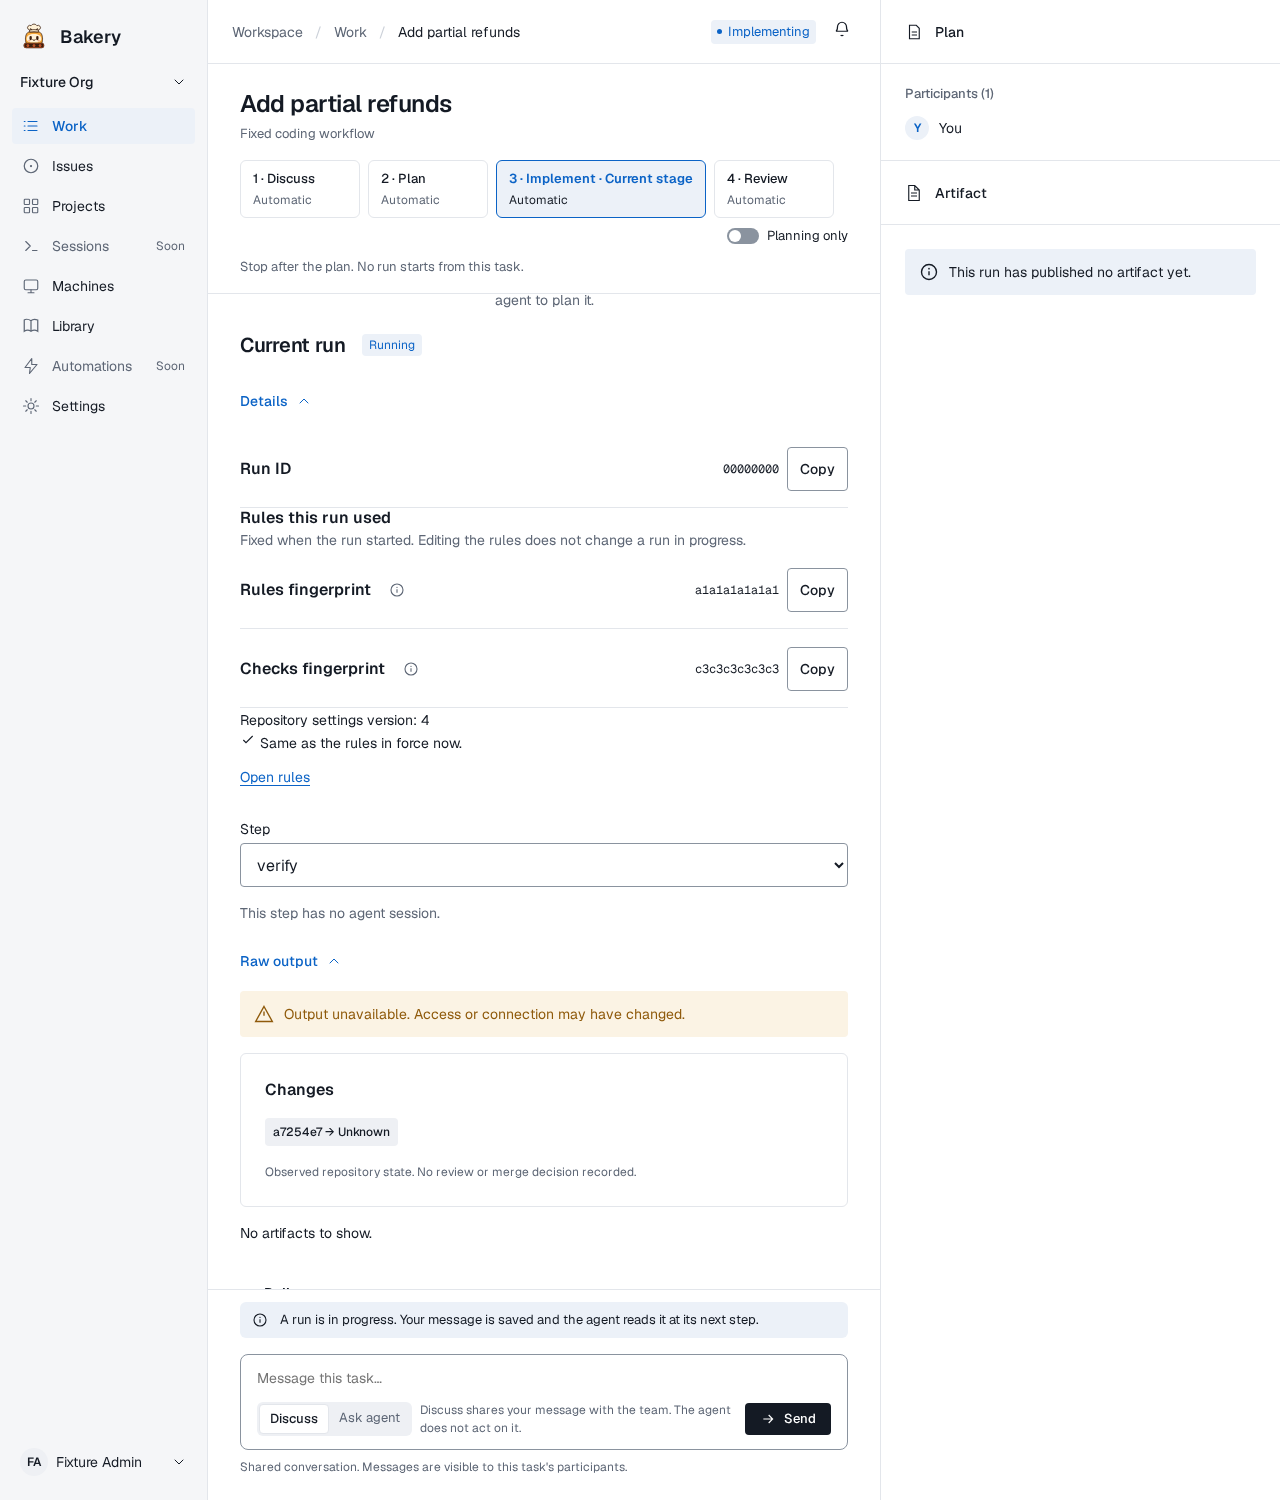 Bakery
Fixture Org
Work
Issues
Projects
Sessions Soon
Machines
Library
Automations Soon
Settings
FA Fixture Admin
Workspace / Work / Add partial refunds
Implementing
Add partial refunds
Fixed coding workflow
1 · Discuss
Automatic
2 · Plan
Automatic
3 · Implement · Current stage
Automatic
4 · Review
Automatic
Planning only
Stop after the plan. No run starts from this task.
agent to plan it.
Current run Running
Details
Run ID 00000000 Copy
Rules this run used
Fixed when the run started. Editing the rules does not change a run in progress.
Rules fingerprint a1a1a1a1a1a1 Copy
Checks fingerprint c3c3c3c3c3c3 Copy
Repository settings version: 4
Same as the rules in force now.
Open rules
Step
verify
This step has no agent session.
Raw output
Output unavailable. Access or connection may have changed.
Changes
a7254e7 → Unknown
Observed repository state. No review or merge decision recorded.
No artifacts to show.
A run is in progress. Your message is saved and the agent reads it at its next step.
Message this task…
Discuss Ask agent
Discuss shares your message with the team. The agent
does not act on it.
→ Send
Shared conversation. Messages are visible to this task's participants.
Plan
Participants (1)
Y You
Artifact
This run has published no artifact yet.